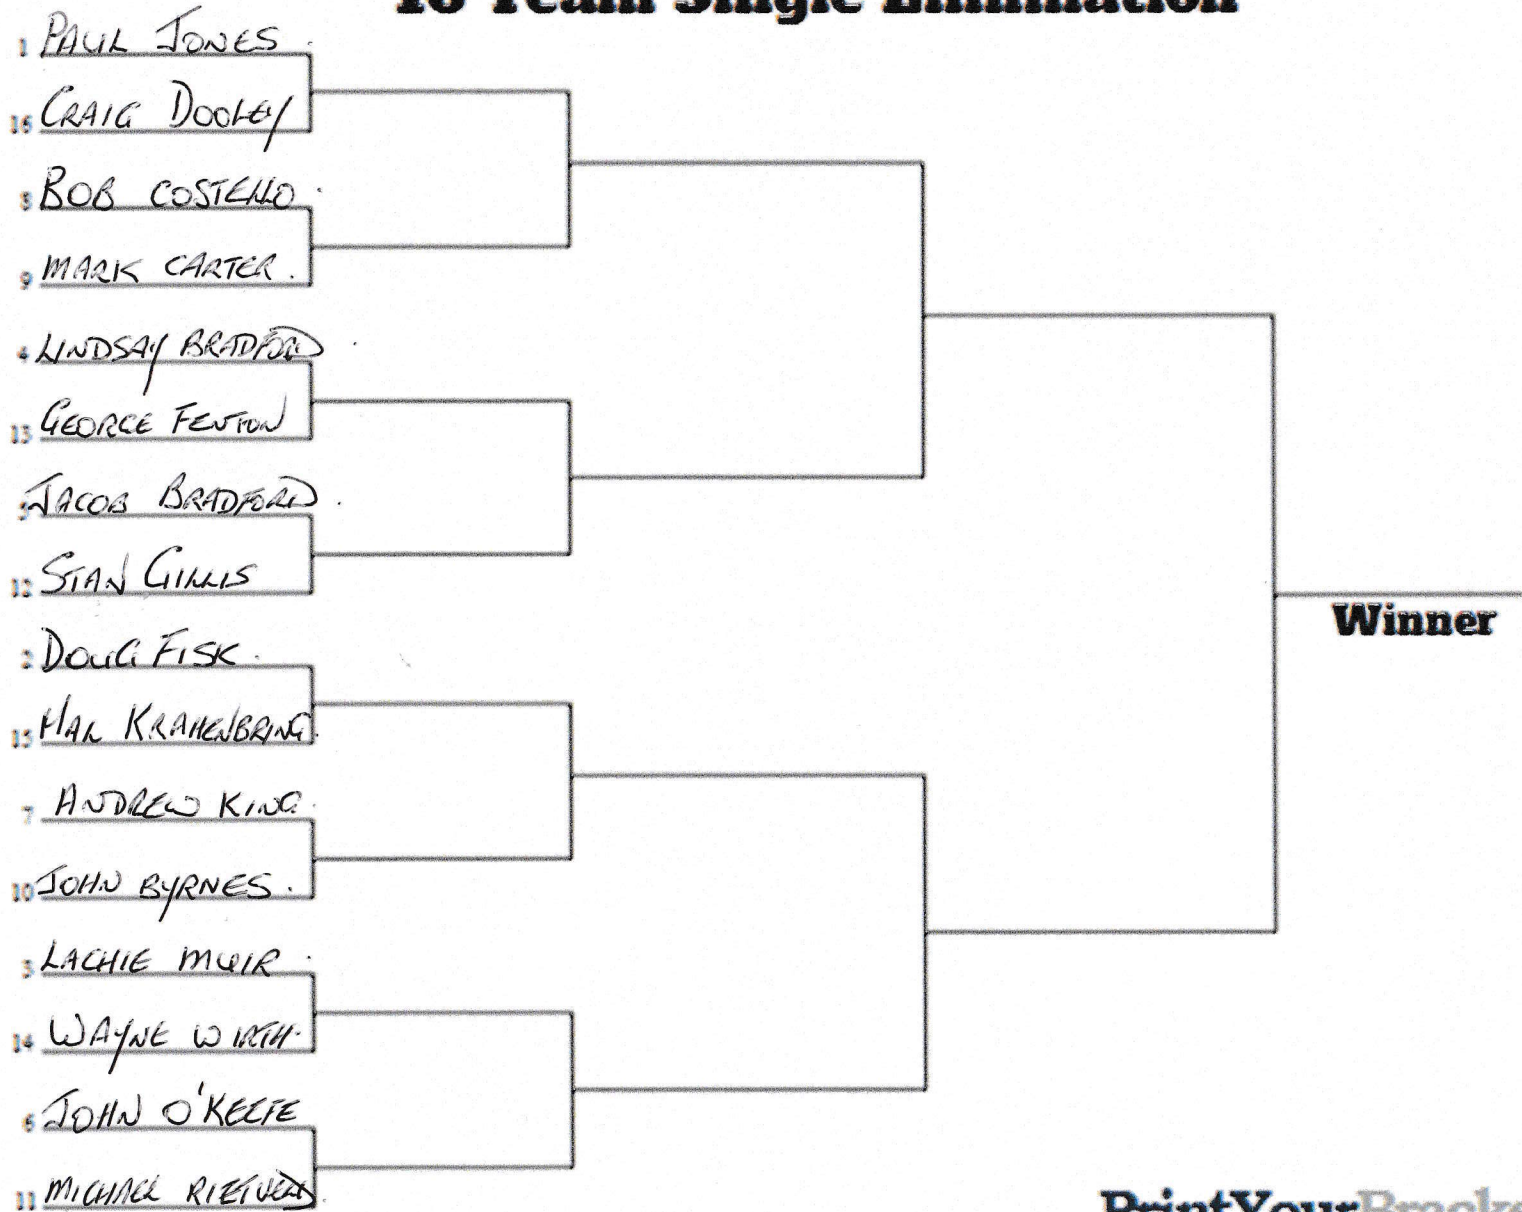 16 Team Single Elimination
1 PAUL JONES
16 CRAIG DOOLEY
8 BOB COSTELLO
9 MARK CARTER
4 LINDSAY BRADFORD
13 GEORGE FENTON
5 JACOB BRADFORD
12 STAN GILLIS
2 DOUG FISK
15 HAL KRAHENBRING
7 ANDREW KING
10 JOHN BYRNES
3 LACHIE MUIR
14 WAYNE WIRTH
6 JOHN O'KEEFE
11 MICHAEL RIETVELD
Winner
PrintYourBracke